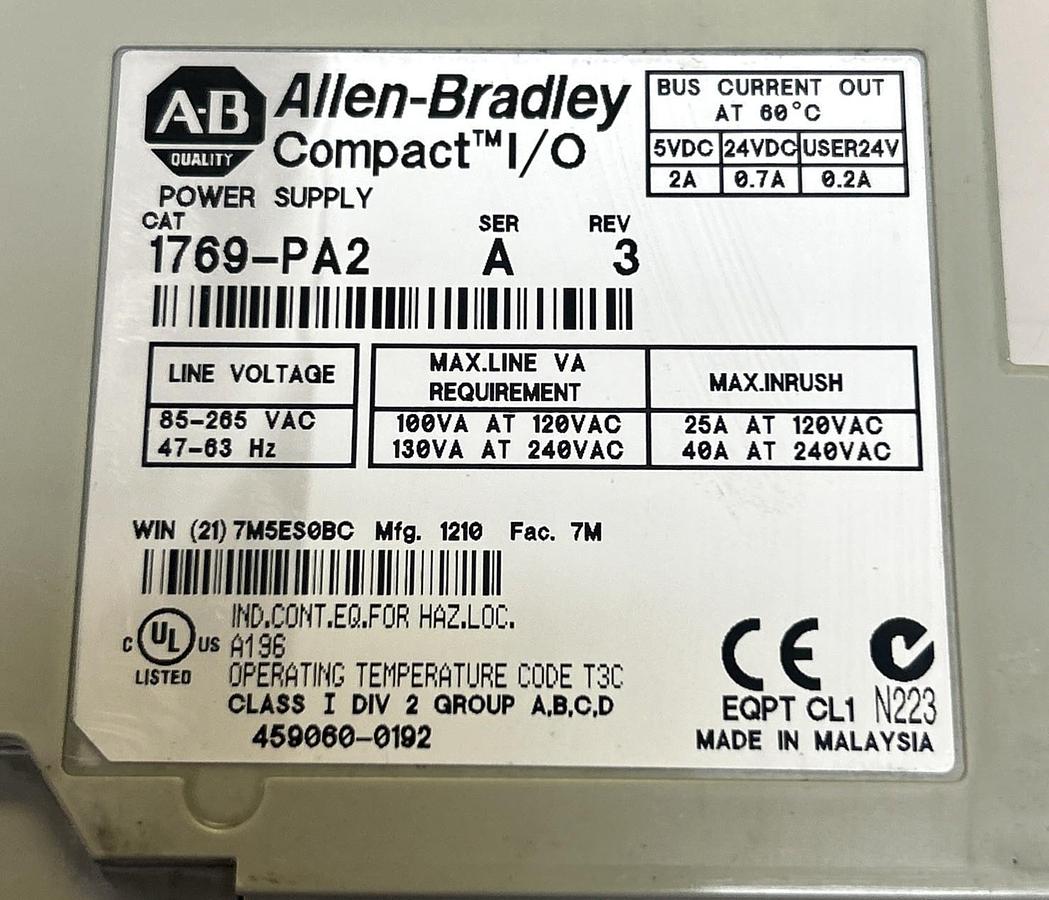 A-B
QUALITY
Allen-Bradley
Compact™ I/O
POWER SUPPLY
BUS CURRENT OUT
AT 60°C
5VDC 24VDC USER24V
2A 0.7A 0.2A
CAT SER REV
1769-PA2 A 3
LINE VOLTAGE
85-265 VAC
47-63 Hz
MAX.LINE VA
REQUIREMENT
100VA AT 120VAC
130VA AT 240VAC
MAX.INRUSH
25A AT 120VAC
40A AT 240VAC
WIN (21) 7M5ES0BC Mfg. 1210 Fac. 7M
C UL US
LISTED
IND.CONT.EQ.FOR HAZ.LOC.
A196
OPERATING TEMPERATURE CODE T3C
CLASS I DIV 2 GROUP A,B,C,D
459060-0192
CE
EQPT CL1 N223
MADE IN MALAYSIA